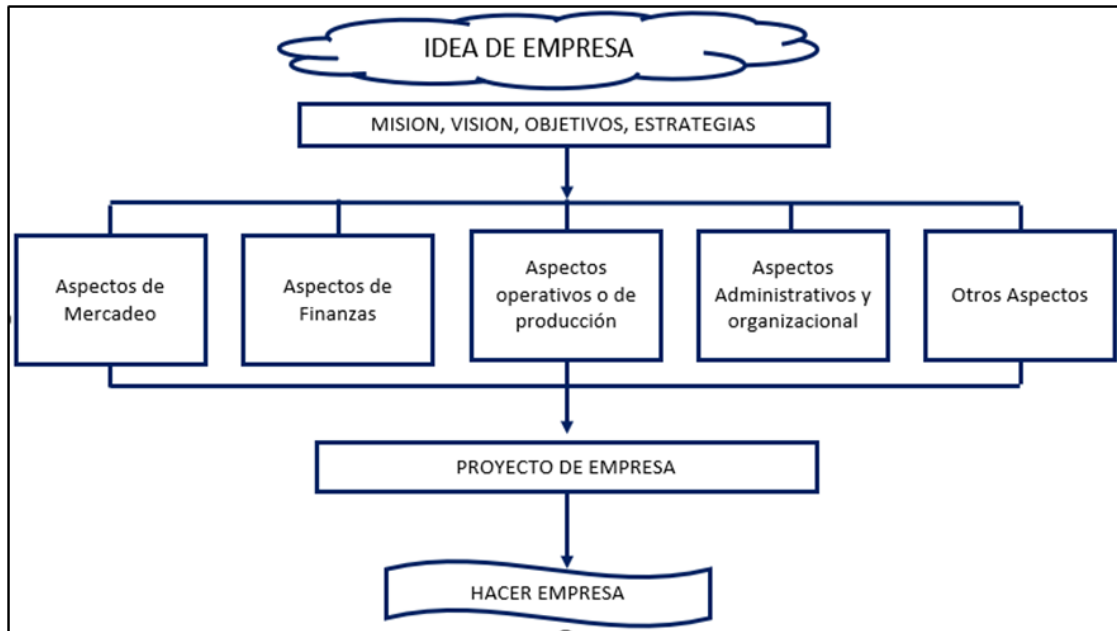 IDEA DE EMPRESA
MISION, VISION, OBJETIVOS, ESTRATEGIAS
Aspectos de
Mercadeo
Aspectos de
Finanzas
Aspectos
operativos o de
producción
Aspectos
Administrativos y
organizacional
Otros Aspectos
PROYECTO DE EMPRESA
HACER EMPRESA